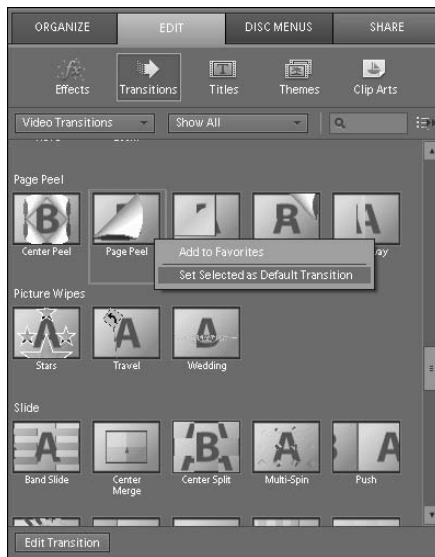 ORGANIZE EDIT DISC MENUS SHARE
fx T
Effects Transitions Titles Themes Clip Arts
Video Transitions Show All
Page Peel
B R A
Center Peel Page Peel
Add to Favorites
Set Selected as Default Transition
Picture Wipes
A A A
Stars Travel Wedding
Slide
A B A A
Band Slide Center Merge Center Split Multi-Spin Push
Edit Transition